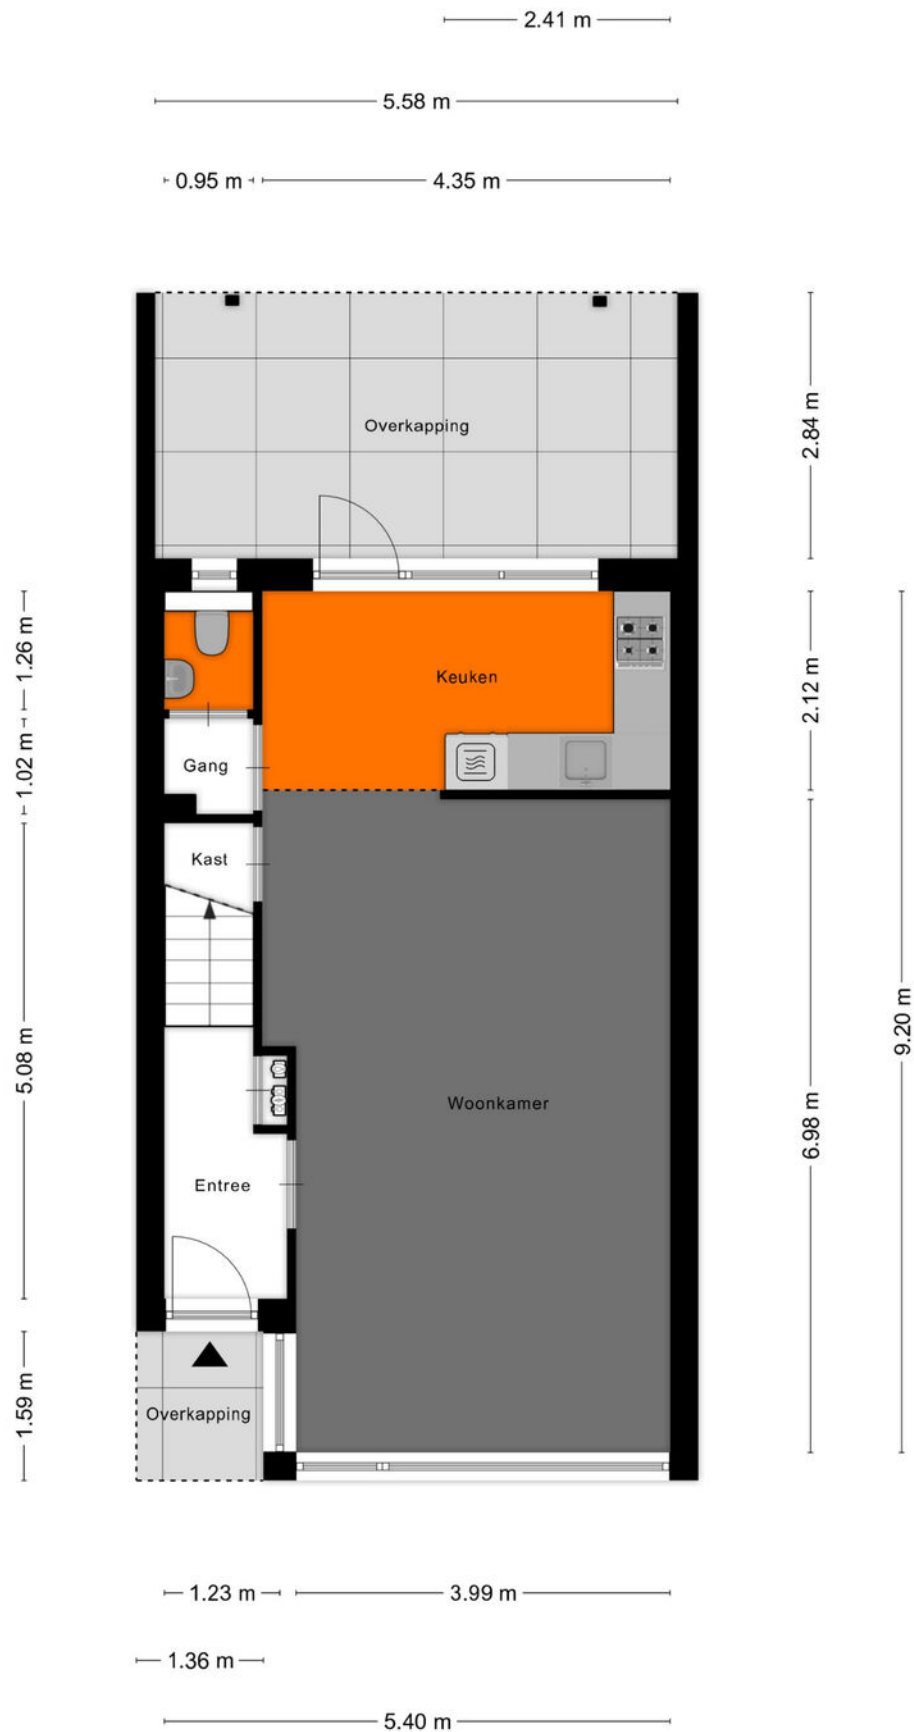 2.41 m
5.58 m
0.95 m
4.35 m
Overkapping
2.84 m
1.26 m
Keuken
2.12 m
1.02 m
Gang
Kast
5.08 m
9.20 m
Woonkamer
6.98 m
Entree
1.59 m
Overkapping
1.23 m
3.99 m
1.36 m
5.40 m